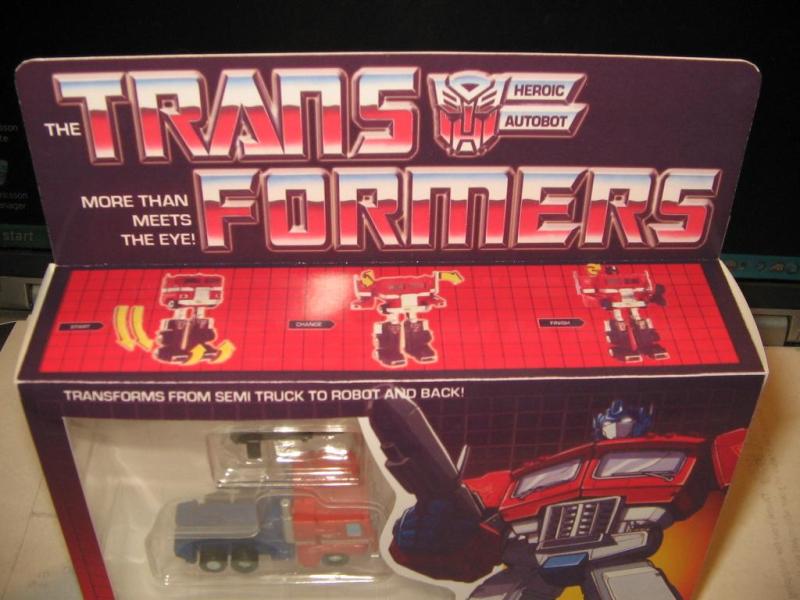 THE TRANS
HEROIC
AUTOBOT
MORE THAN
MEETS
THE EYE!
FORMERS
START
CHANGE
FINISH
TRANSFORMS FROM SEMI TRUCK TO ROBOT AND BACK!
start